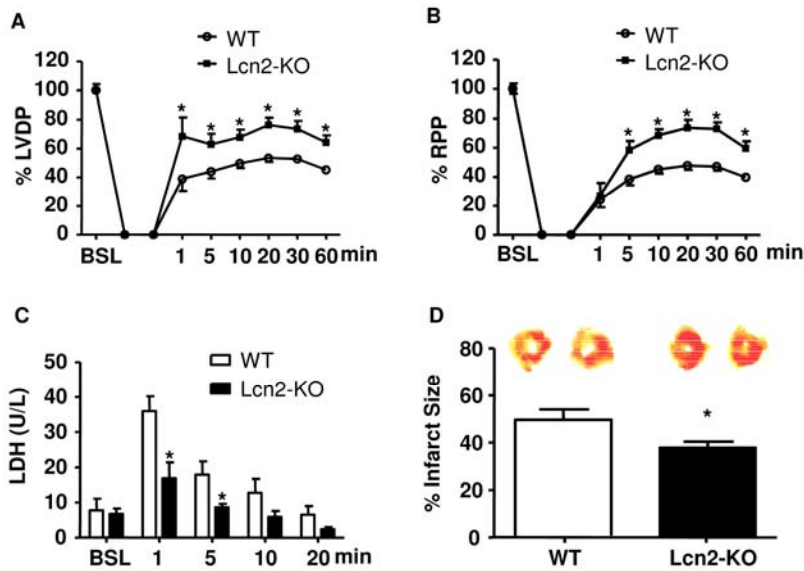 A
WT
Lcn2-KO
% LVDP
120
100
80
60
40
20
0
* * * * * *
BSL 1 5 10 20 30 60 min
B
WT
Lcn2-KO
% RPP
120
100
80
60
40
20
0
* * * * *
BSL 1 5 10 20 30 60 min
C
WT
Lcn2-KO
LDH (U/L)
50
40
30
20
10
0
* *
BSL 1 5 10 20 min
D
% Infarct Size
80
60
40
20
0
*
WT Lcn2-KO